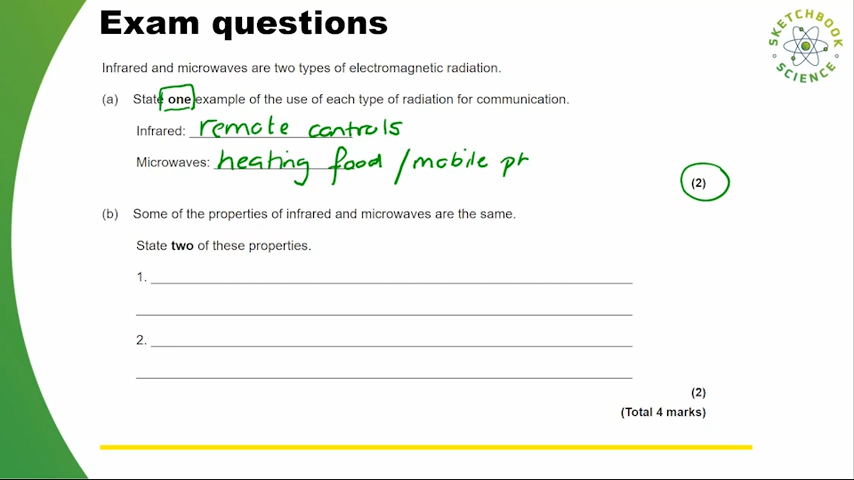 Exam questions
SKETCHBOOK SCIENCE
Infrared and microwaves are two types of electromagnetic radiation.
(a) State one example of the use of each type of radiation for communication.
Infrared: remote controls
Microwaves: heating food / mobile ph
(2)
(b) Some of the properties of infrared and microwaves are the same.
State two of these properties.
1.
2.
(2)
(Total 4 marks)